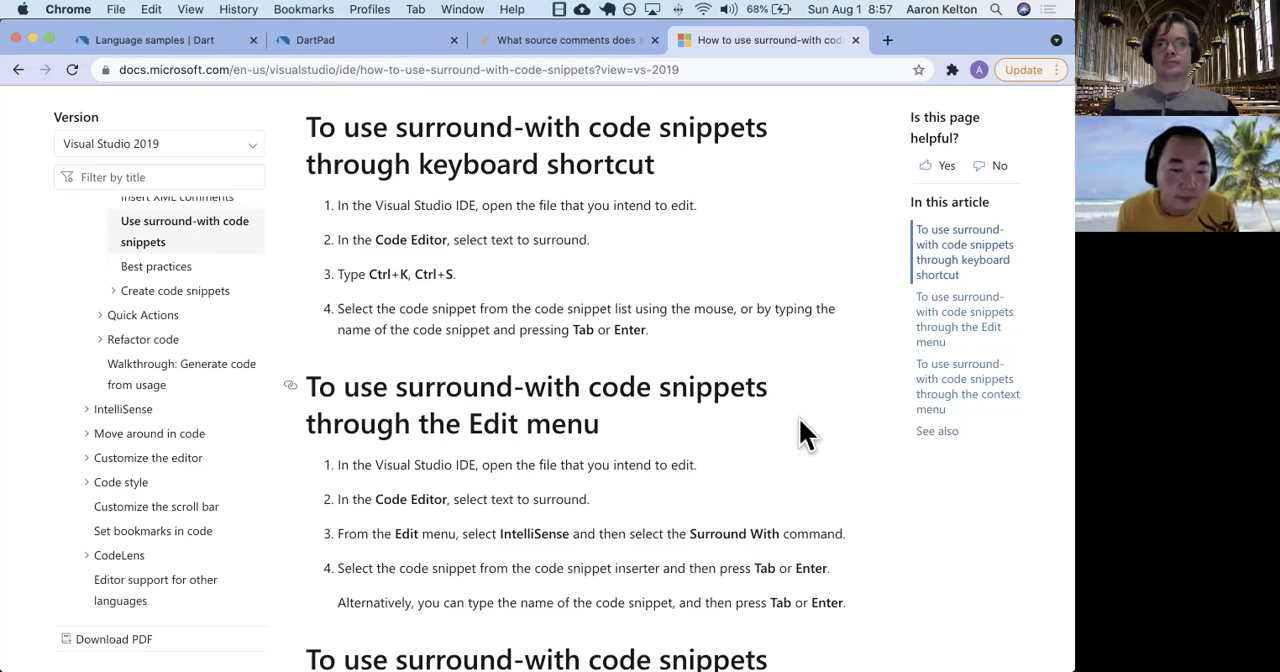 Chrome File Edit View History Bookmarks Profiles Tab Window Help 68% Sun Aug 1 8:57 Aaron Kelton
Language samples | Dart DartPad What source comments does How to use surround-with cod
docs.microsoft.com/en-us/visualstudio/ide/how-to-use-surround-with-code-snippets?view=vs-2019 A Update
Version
Visual Studio 2019
Filter by title
Insert XML comments
Use surround-with code
snippets
Best practices
Create code snippets
Quick Actions
Refactor code
Walkthrough: Generate code
from usage
IntelliSense
Move around in code
Customize the editor
Code style
Customize the scroll bar
Set bookmarks in code
CodeLens
Editor support for other
languages
Download PDF
To use surround-with code snippets
through keyboard shortcut
1. In the Visual Studio IDE, open the file that you intend to edit.
2. In the Code Editor, select text to surround.
3. Type Ctrl+K, Ctrl+S.
4. Select the code snippet from the code snippet list using the mouse, or by typing the
name of the code snippet and pressing Tab or Enter.
To use surround-with code snippets
through the Edit menu
1. In the Visual Studio IDE, open the file that you intend to edit.
2. In the Code Editor, select text to surround.
3. From the Edit menu, select IntelliSense and then select the Surround With command.
4. Select the code snippet from the code snippet inserter and then press Tab or Enter.
Alternatively, you can type the name of the code snippet, and then press Tab or Enter.
To use surround-with code snippets
Is this page
helpful?
Yes No
In this article
To use surround-
with code snippets
through keyboard
shortcut
To use surround-
with code snippets
through the Edit
menu
To use surround-
with code snippets
through the context
menu
See also